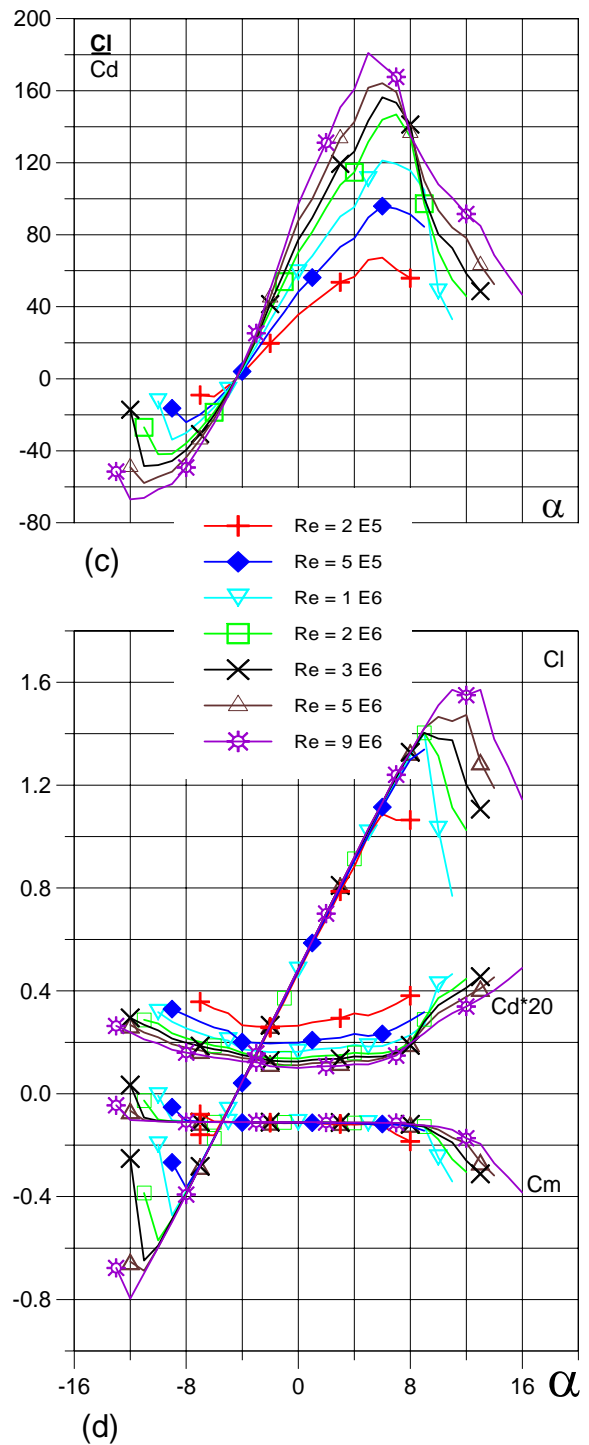 200
Cl
Cd
160
120
80
40
0
-40
-80
α
(c)
Re = 2 E5
Re = 5 E5
Re = 1 E6
Re = 2 E6
Re = 3 E6
Re = 5 E6
Re = 9 E6
Cl
1.6
1.2
0.8
0.4
Cd*20
0.0
Cm
-0.4
-0.8
-16 -8 0 8 16 α
(d)